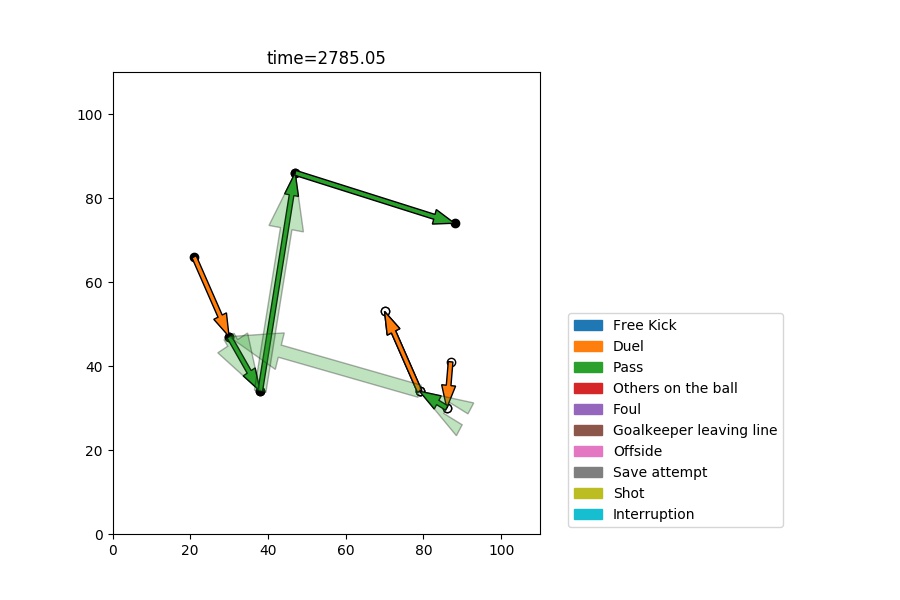 time=2785.05
100
80
60
40
20
0
0 20 40 60 80 100
Free Kick
Duel
Pass
Others on the ball
Foul
Goalkeeper leaving line
Offside
Save attempt
Shot
Interruption